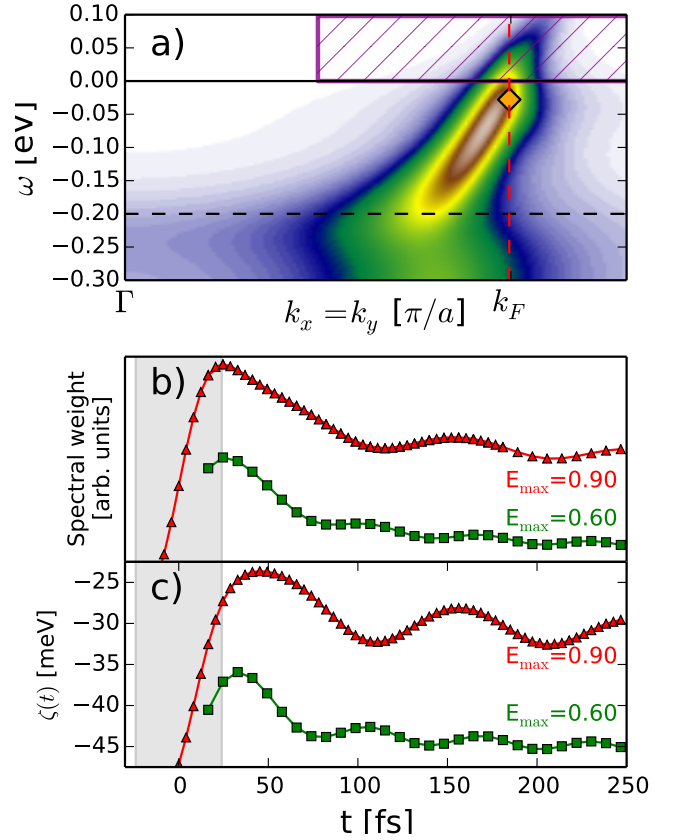 a)
0.10
0.05
0.00
−0.05
−0.10
−0.15
−0.20
−0.25
−0.30
ω [ev]
Γ
k_x = k_y [π/a]
k_F
b)
Spectral weight
[arb. units]
E_max=0.90
E_max=0.60
c)
−25
−30
−35
−40
−45
ζ(t) [meV]
E_max=0.90
E_max=0.60
0 50 100 150 200 250
t [fs]